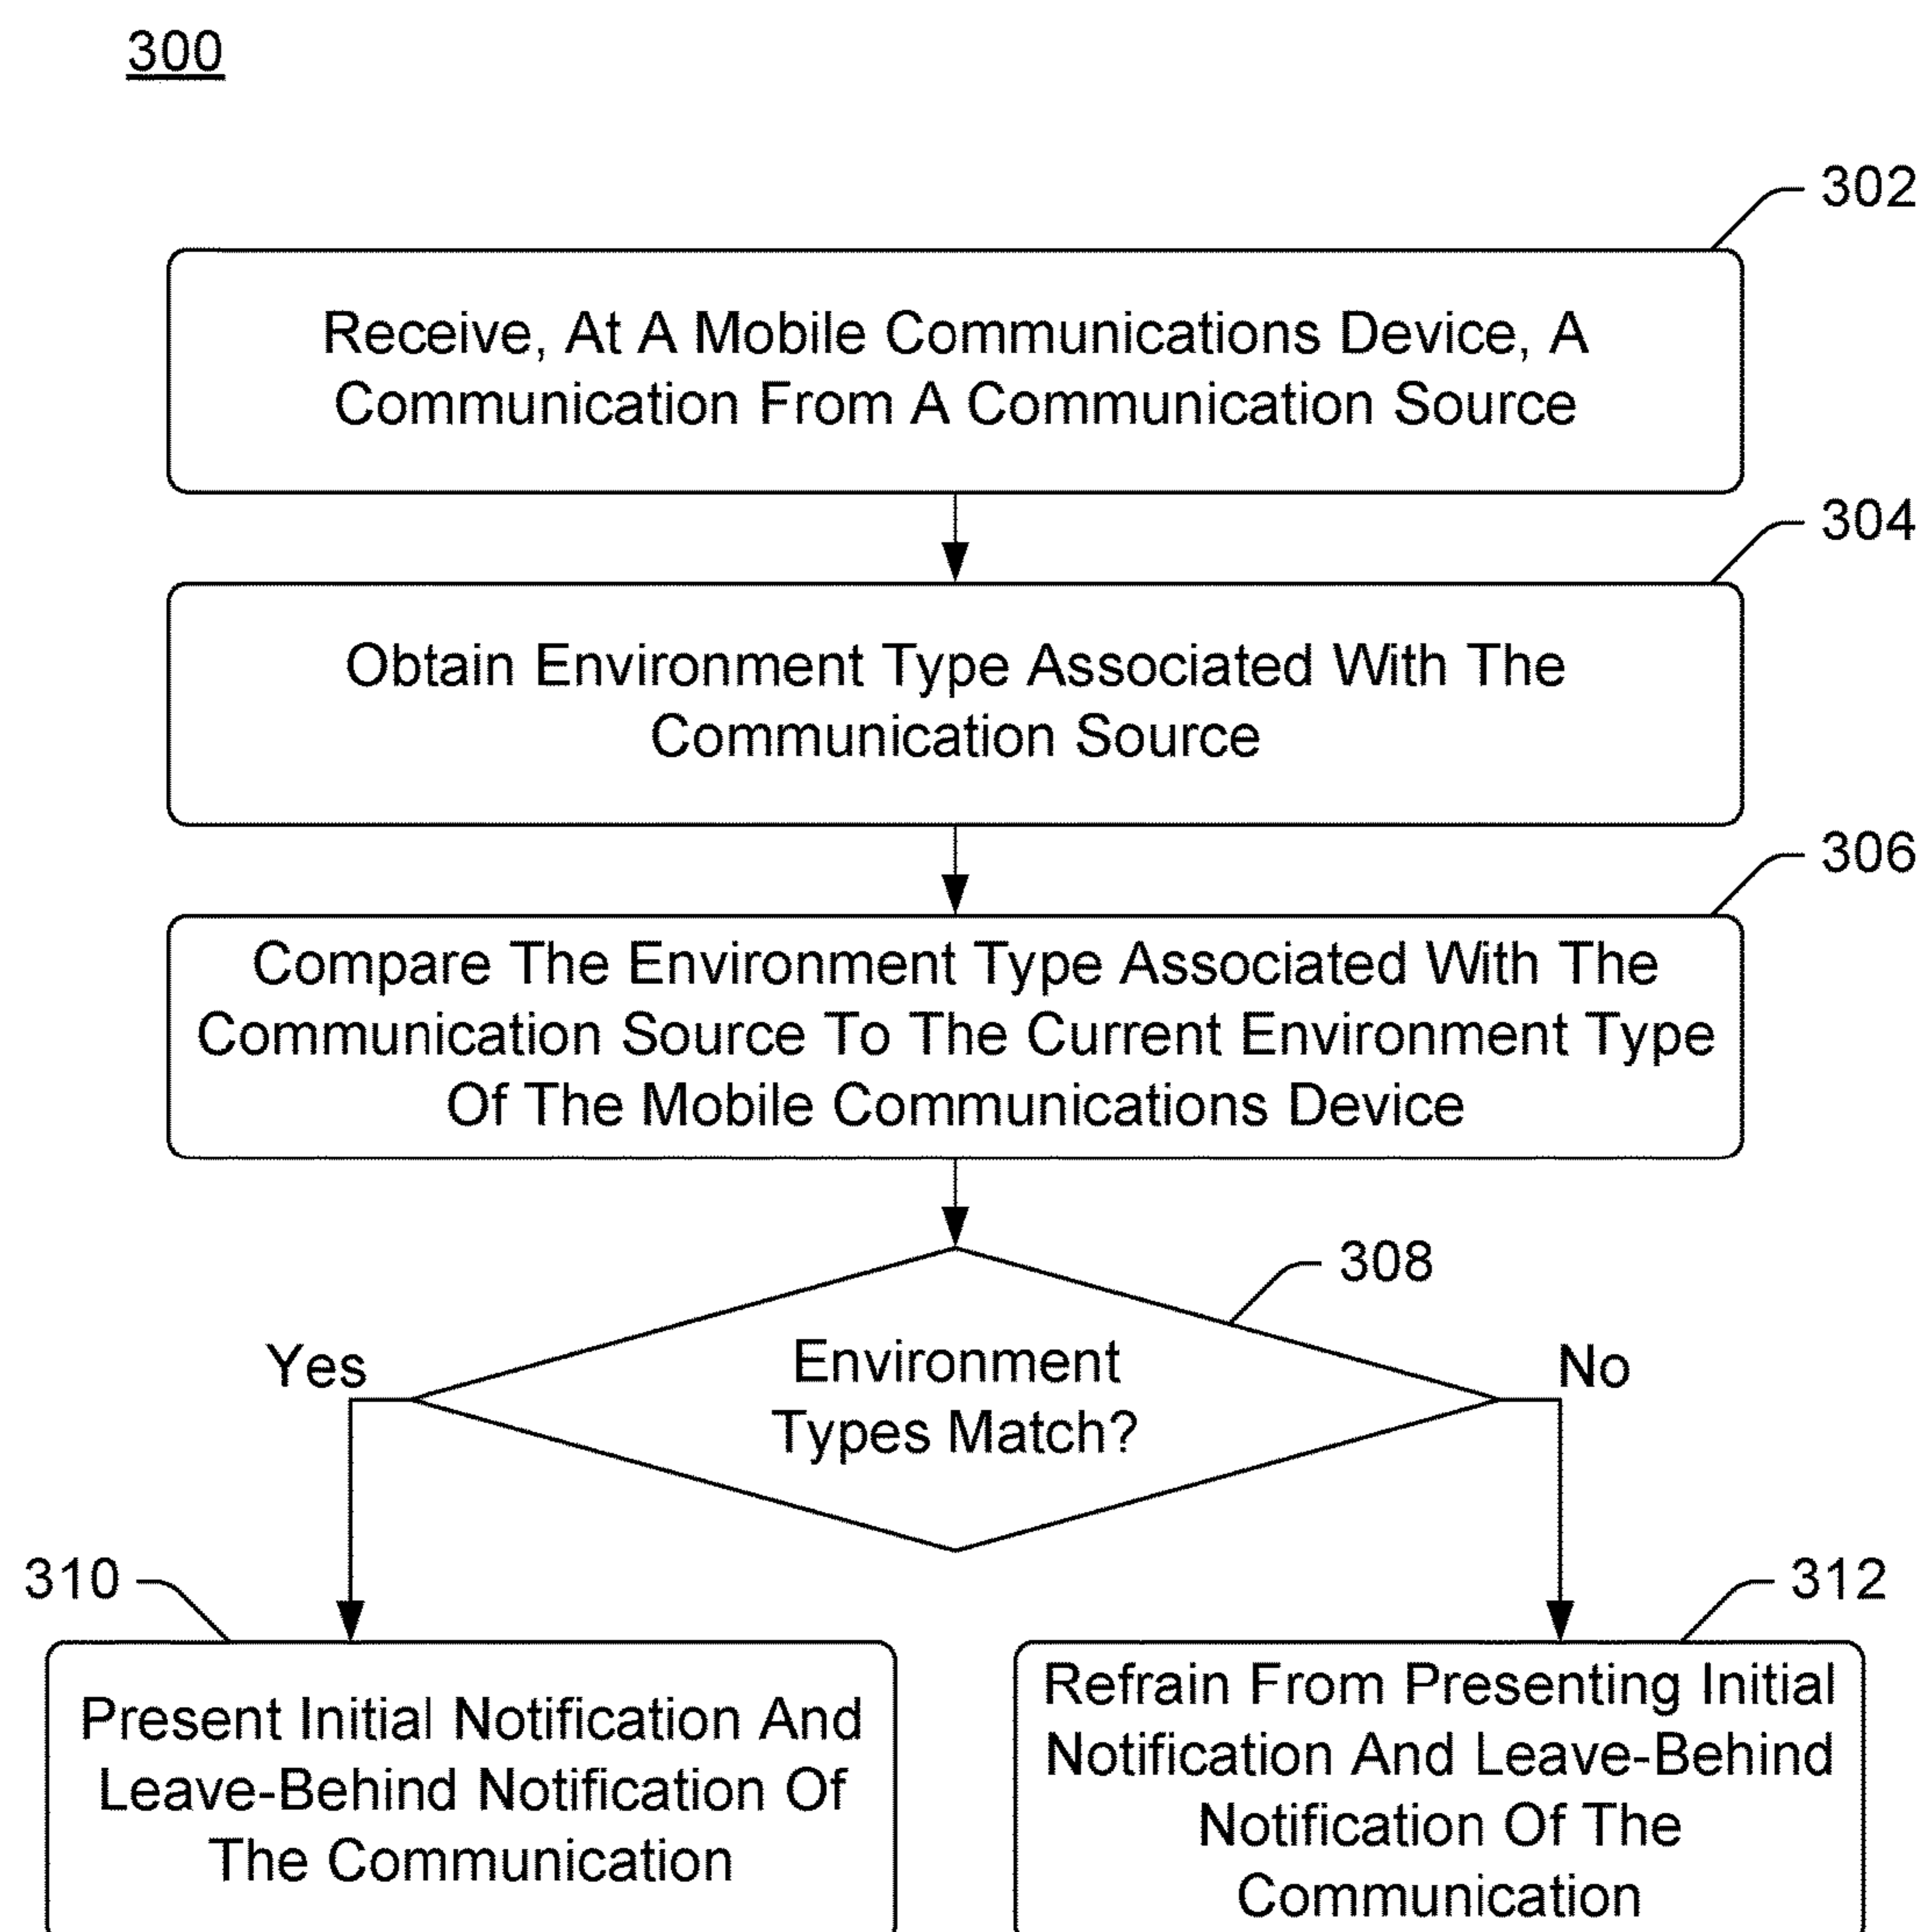 300
302
Receive, At A Mobile Communications Device, A
Communication From A Communication Source
304
Obtain Environment Type Associated With The
Communication Source
306
Compare The Environment Type Associated With The
Communication Source To The Current Environment Type
Of The Mobile Communications Device
308
Environment
Types Match?
Yes
No
310
Present Initial Notification And
Leave-Behind Notification Of
The Communication
312
Refrain From Presenting Initial
Notification And Leave-Behind
Notification Of The
Communication